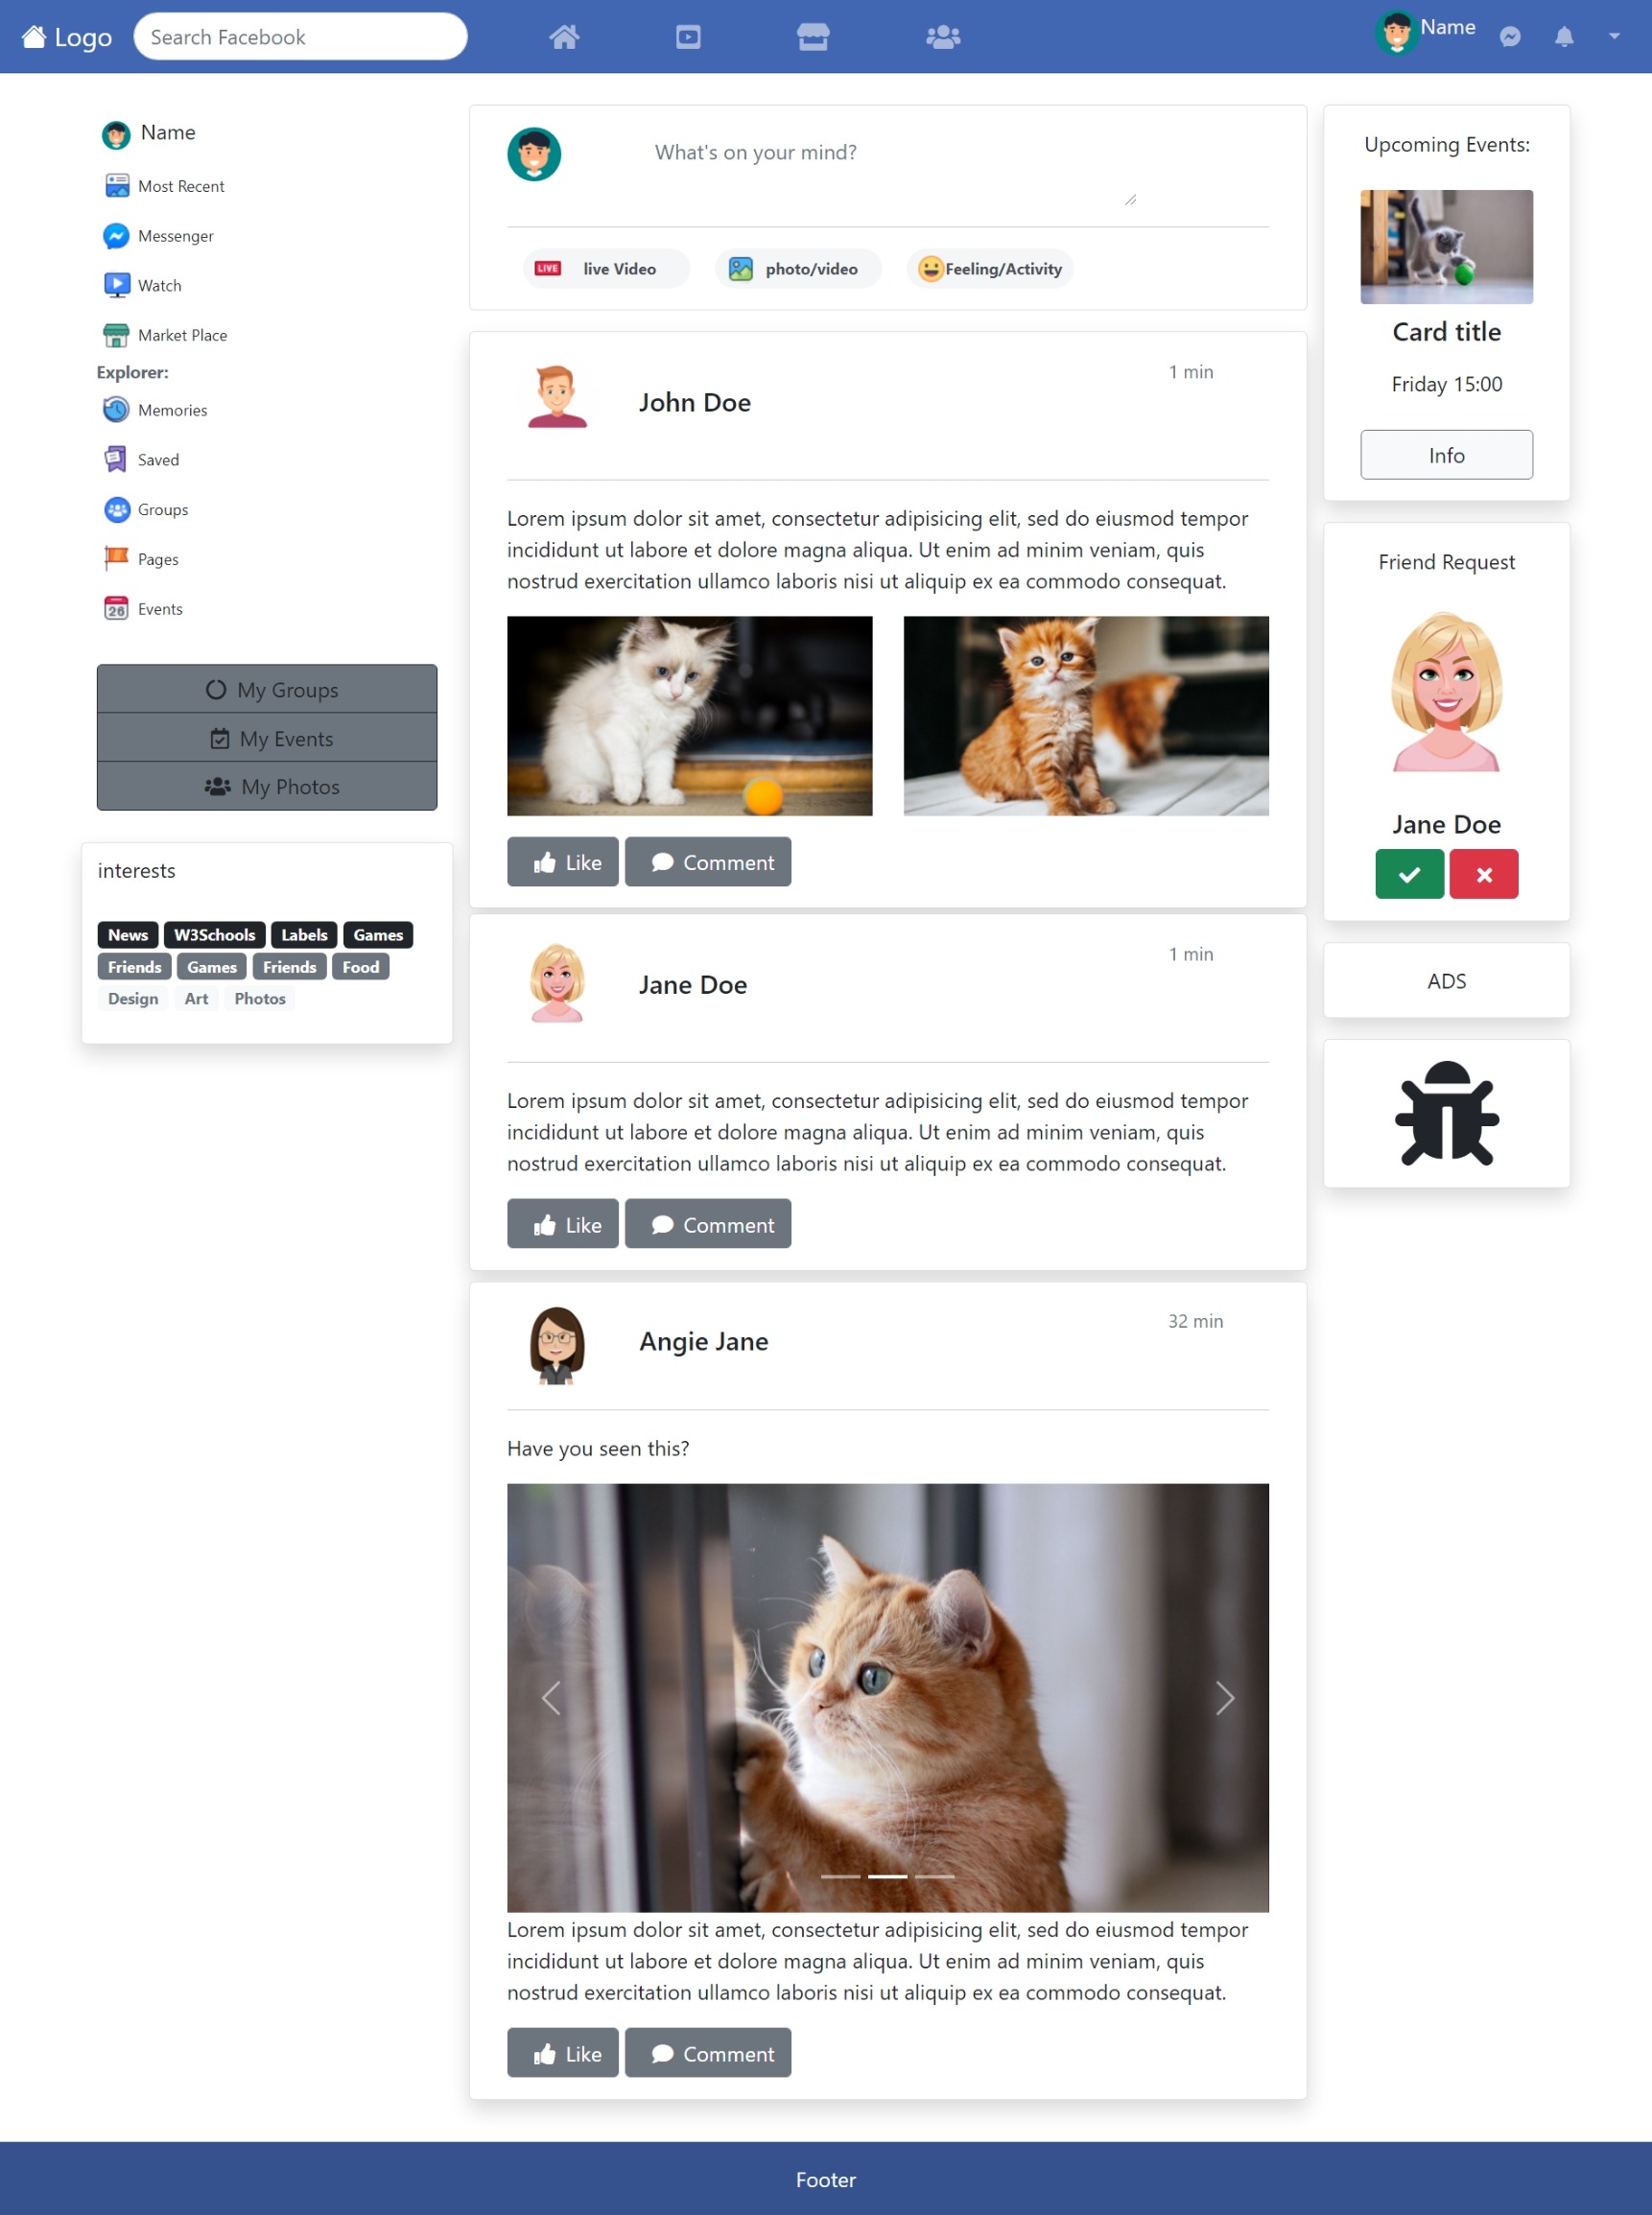 Logo
Search Facebook
Name
Name
Most Recent
Messenger
Watch
Market Place
Explorer:
Memories
Saved
Groups
Pages
26
Events
My Groups
My Events
My Photos
interests
News W3Schools Labels Games
Friends Games Friends Food
Design Art Photos
What's on your mind?
LIVE live Video photo/video Feeling/Activity
John Doe
1 min
Lorem ipsum dolor sit amet, consectetur adipisicing elit, sed do eiusmod tempor
incididunt ut labore et dolore magna aliqua. Ut enim ad minim veniam, quis
nostrud exercitation ullamco laboris nisi ut aliquip ex ea commodo consequat.
Like Comment
Jane Doe
1 min
Lorem ipsum dolor sit amet, consectetur adipisicing elit, sed do eiusmod tempor
incididunt ut labore et dolore magna aliqua. Ut enim ad minim veniam, quis
nostrud exercitation ullamco laboris nisi ut aliquip ex ea commodo consequat.
Like Comment
Angie Jane
32 min
Have you seen this?
Lorem ipsum dolor sit amet, consectetur adipisicing elit, sed do eiusmod tempor
incididunt ut labore et dolore magna aliqua. Ut enim ad minim veniam, quis
nostrud exercitation ullamco laboris nisi ut aliquip ex ea commodo consequat.
Like Comment
Upcoming Events:
Card title
Friday 15:00
Info
Friend Request
Jane Doe
ADS
Footer